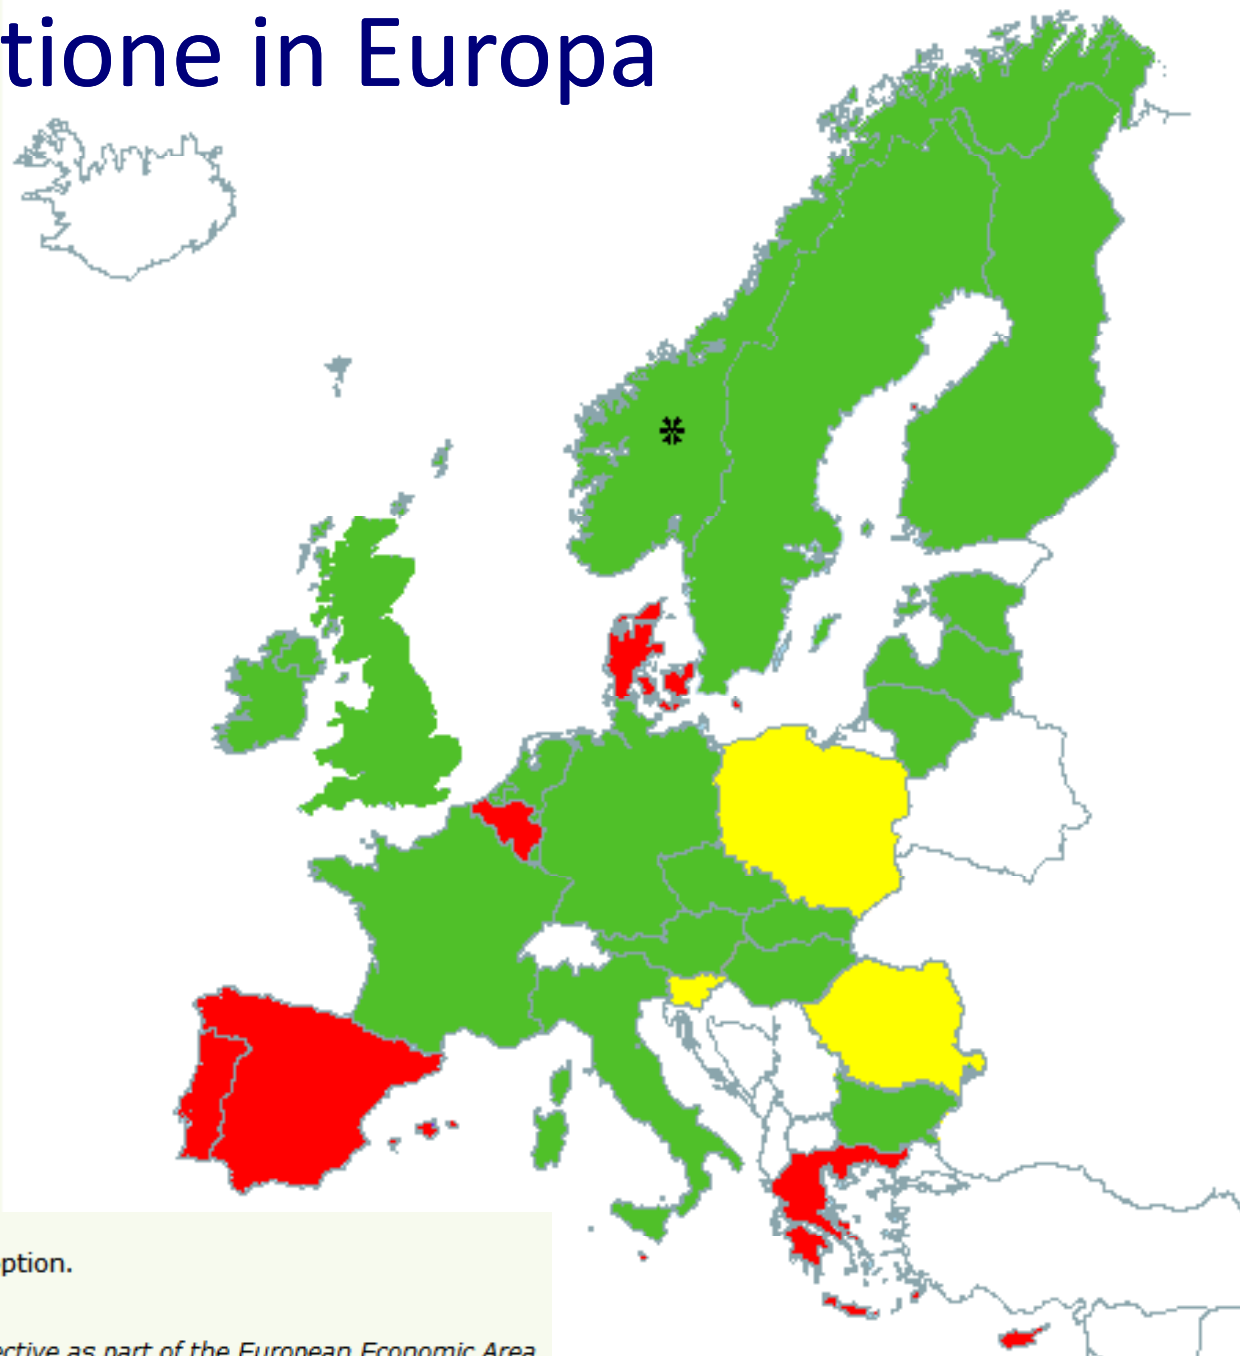 tione in Europa
ption.
ective as part of the European Economic Area